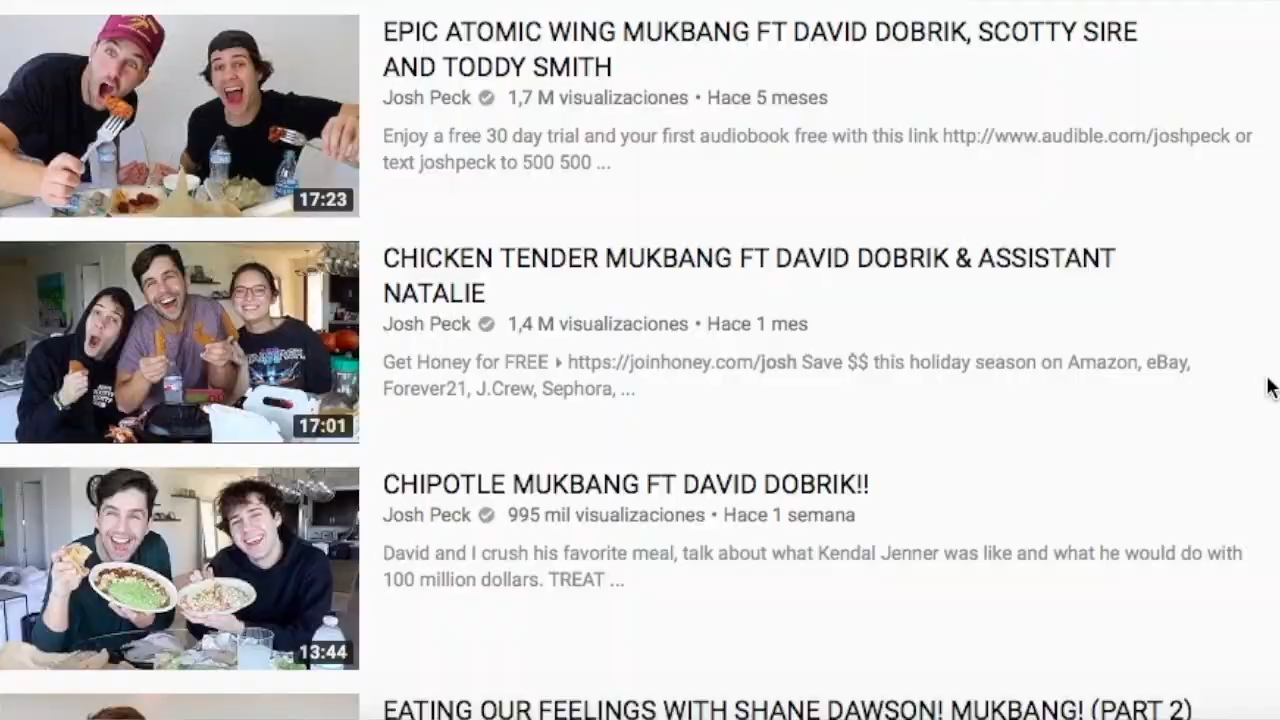 EPIC ATOMIC WING MUKBANG FT DAVID DOBRIK, SCOTTY SIRE
AND TODDY SMITH
Josh Peck 1,7 M visualizaciones • Hace 5 meses
Enjoy a free 30 day trial and your first audiobook free with this link http://www.audible.com/joshpeck or
text joshpeck to 500 500 ...
17:23
CHICKEN TENDER MUKBANG FT DAVID DOBRIK & ASSISTANT
NATALIE
Josh Peck 1,4 M visualizaciones • Hace 1 mes
Get Honey for FREE ‣ https://joinhoney.com/josh Save $$ this holiday season on Amazon, eBay,
Forever21, J.Crew, Sephora, ...
17:01
CHIPOTLE MUKBANG FT DAVID DOBRIK!!
Josh Peck 995 mil visualizaciones • Hace 1 semana
David and I crush his favorite meal, talk about what Kendal Jenner was like and what he would do with
100 million dollars. TREAT ...
13:44
EATING OUR FEELINGS WITH SHANE DAWSON! MUKBANG! (PART 2)